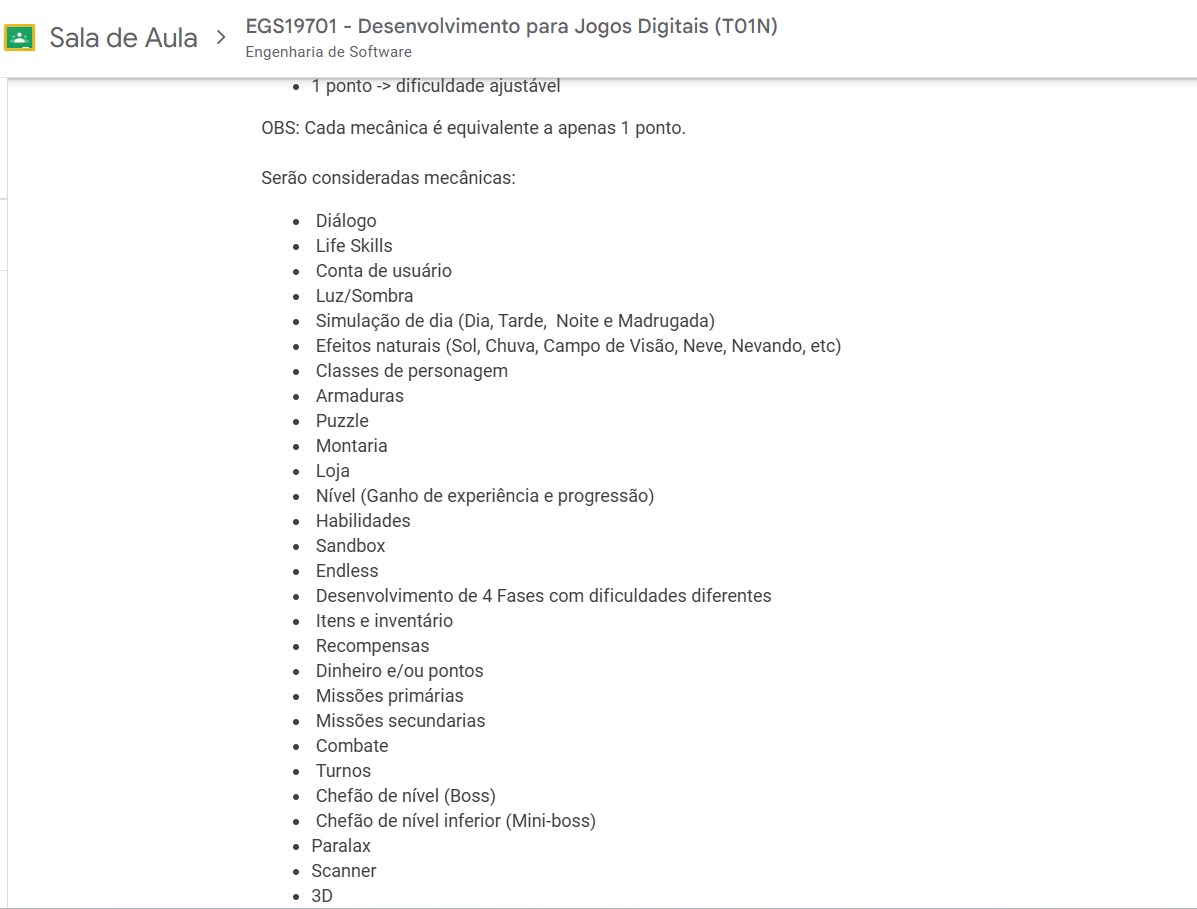 Sala de Aula
EGS19701 - Desenvolvimento para Jogos Digitais (T01N)
Engenharia de Software
1 ponto -> dificuldade ajustável
OBS: Cada mecânica é equivalente a apenas 1 ponto.
Serão consideradas mecânicas:
Diálogo
Life Skills
Conta de usuário
Luz/Sombra
Simulação de dia (Dia, Tarde,  Noite e Madrugada)
Efeitos naturais (Sol, Chuva, Campo de Visão, Neve, Nevando, etc)
Classes de personagem
Armaduras
Puzzle
Montaria
Loja
Nível (Ganho de experiência e progressão)
Habilidades
Sandbox
Endless
Desenvolvimento de 4 Fases com dificuldades diferentes
Itens e inventário
Recompensas
Dinheiro e/ou pontos
Missões primárias
Missões secundarias
Combate
Turnos
Chefão de nível (Boss)
Chefão de nível inferior (Mini-boss)
Paralax
Scanner
3D